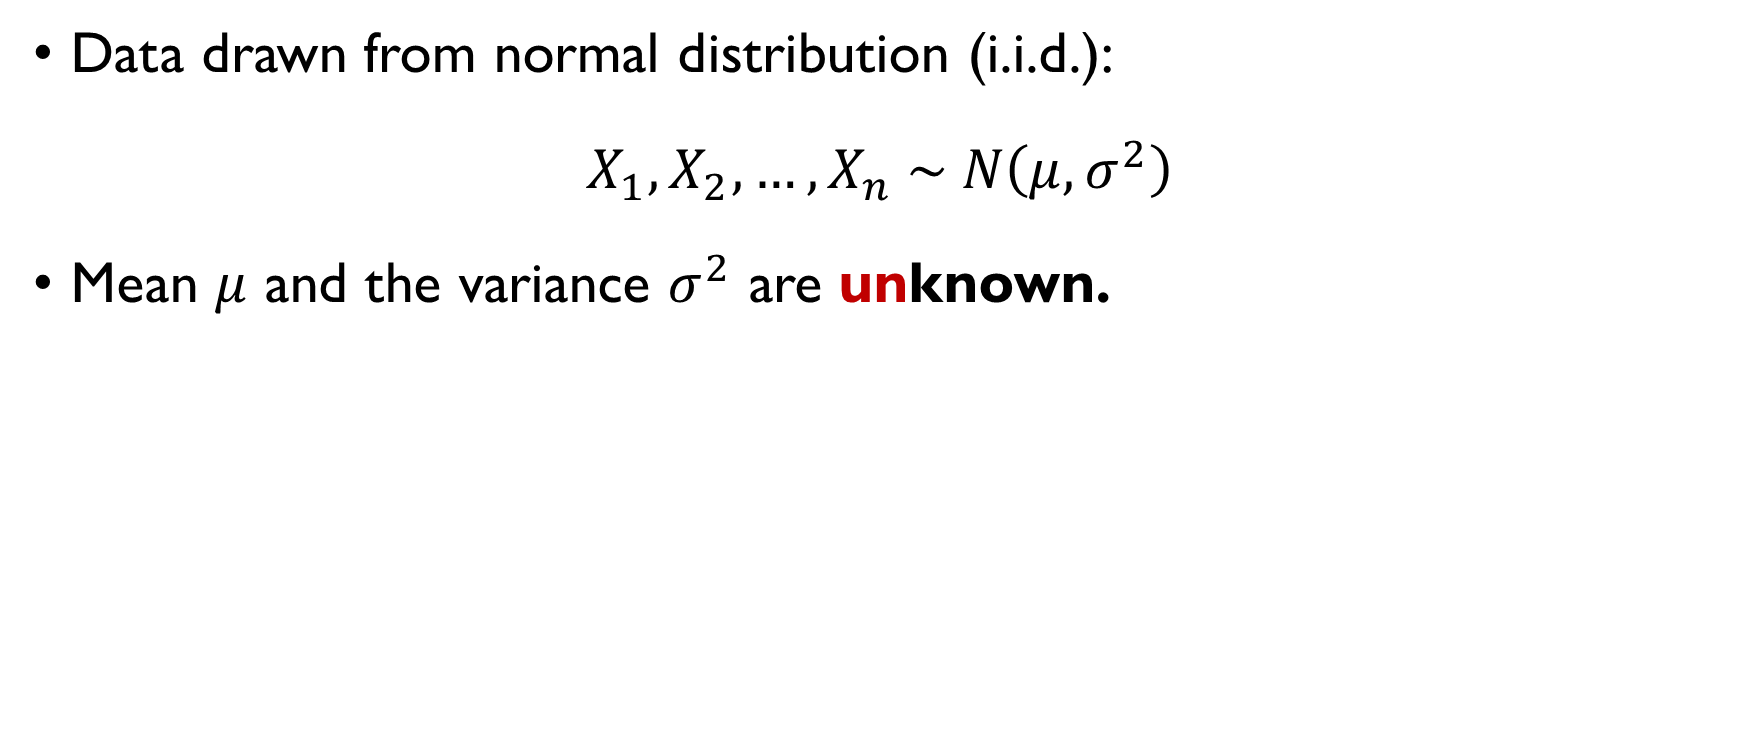 • Data drawn from normal distribution (i.i.d.):
𝑋₁, 𝑋₂, … , 𝑋ₙ ~ 𝑁(𝜇, 𝜎²)
• Mean 𝜇 and the variance 𝜎² are unknown.